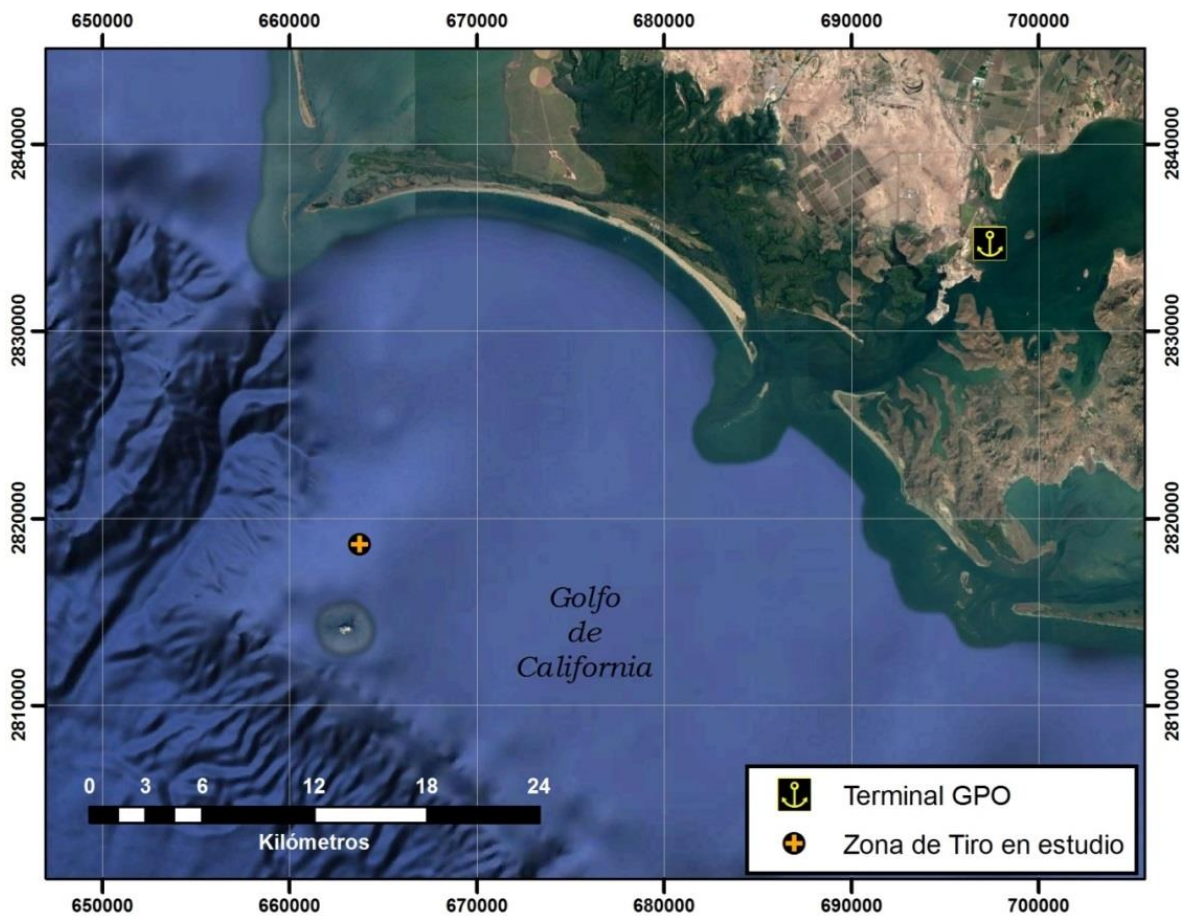 650000 660000 670000 680000 690000 700000
2840000 2840000
2830000 2830000
2820000 2820000
Golfo
de
California
2810000 2810000
0 3 6 12 18 24
Kilómetros
Terminal GPO
Zona de Tiro en estudio
650000 660000 670000 680000 690000 700000